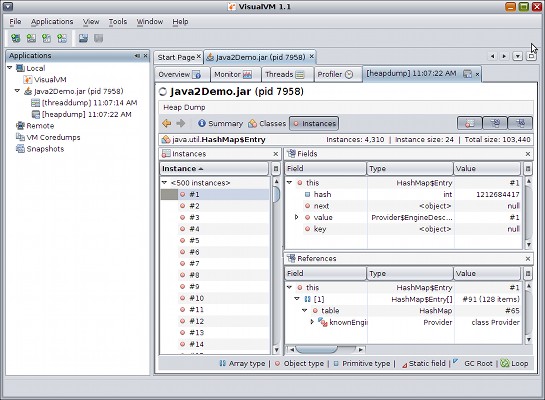 VisualVM 1.1
File Applications View Tools Window Help
Applications
Local
VisualVM
Java2Demo.jar (pid 7958)
[threaddump] 11:07:14 AM
[heapdump] 11:07:22 AM
Remote
VM Coredumps
Snapshots
Start Page Java2Demo.jar (pid 7958)
Overview Monitor Threads Profiler [heapdump] 11:07:22 AM
Java2Demo.jar (pid 7958)
Heap Dump
Summary Classes Instances
java.util.HashMap$Entry Instances: 4,310 | Instance size: 24 | Total size: 103,440
Instances
Instance
<500 instances>
#1
#2
#3
#4
#5
#6
#7
#8
#9
#10
#11
#12
#13
#14
Fields
Field Type Value
this HashMap$Entry #1
hash int 1212684417
next <object> null
value Provider$EngineDesc... #1
key <object> null
References
Field Type Value
this HashMap$Entry #1
[1] HashMap$Entry[] #91 (128 items)
table HashMap #65
knownEngi Provider class Provider
Array type | Object type | Primitive type | Static field | GC Root | Loop